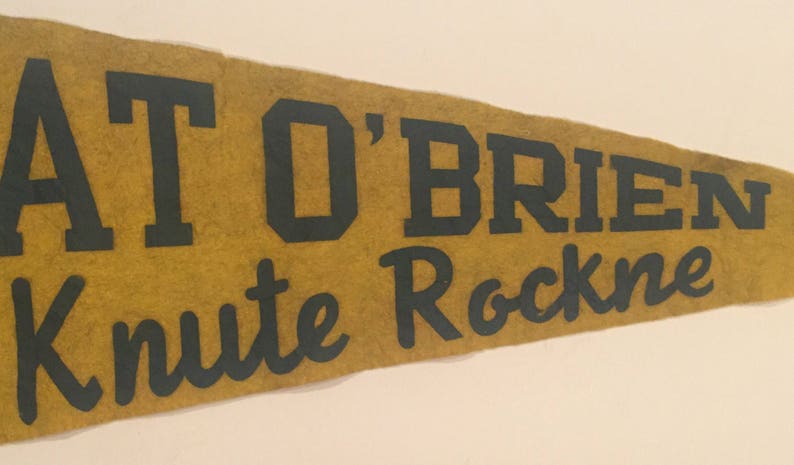 AT O'BRIEN
Knute Rockne